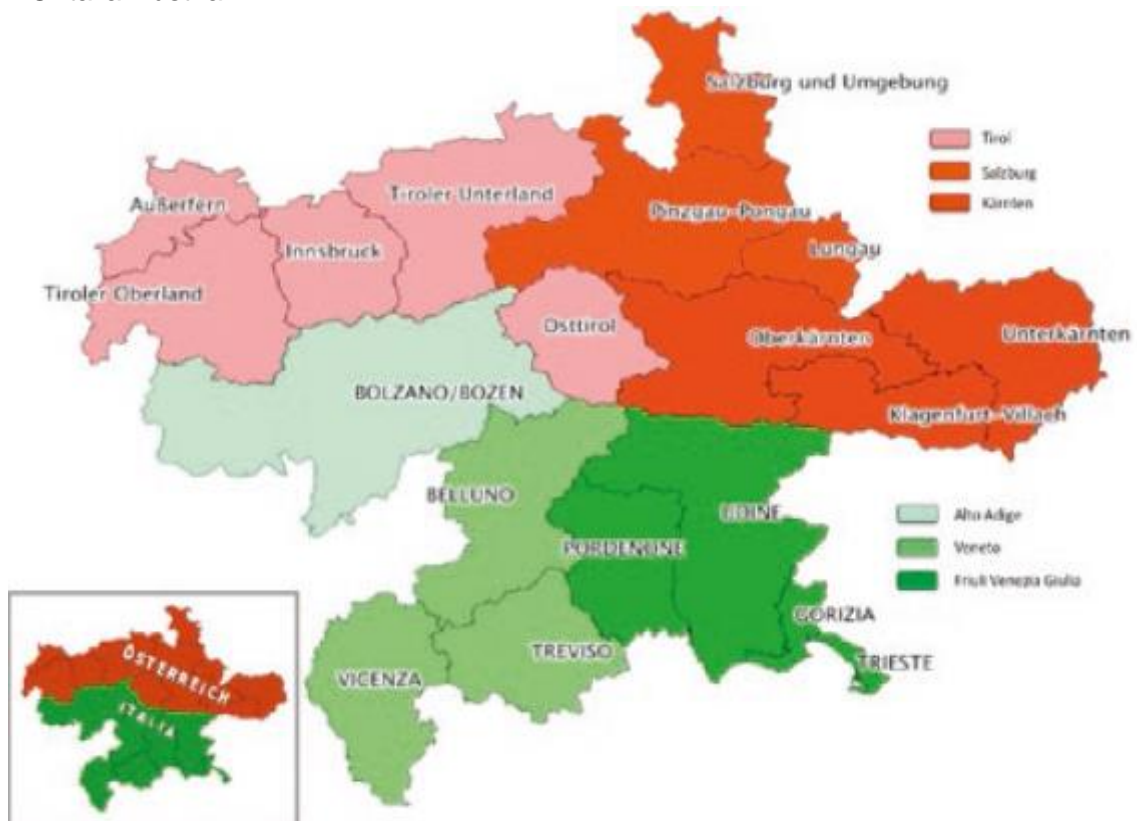 Salzburg und Umgebung
Tirol
Salzburg
Kärnten
Außerfern
Tiroler Unterland
Pinzgau-Pongau
Innsbruck
Lungau
Tiroler Oberland
Osttirol
Oberkärnten
Unterkärnten
BOLZANO/BOZEN
Klagenfurt-Villach
BELLUNO
UDINE
Alto Adige
PORDENONE
Veneto
Friuli Venezia Giulia
GORIZIA
TREVISO
TRIESTE
VICENZA
ÖSTERREICH
ITALIA